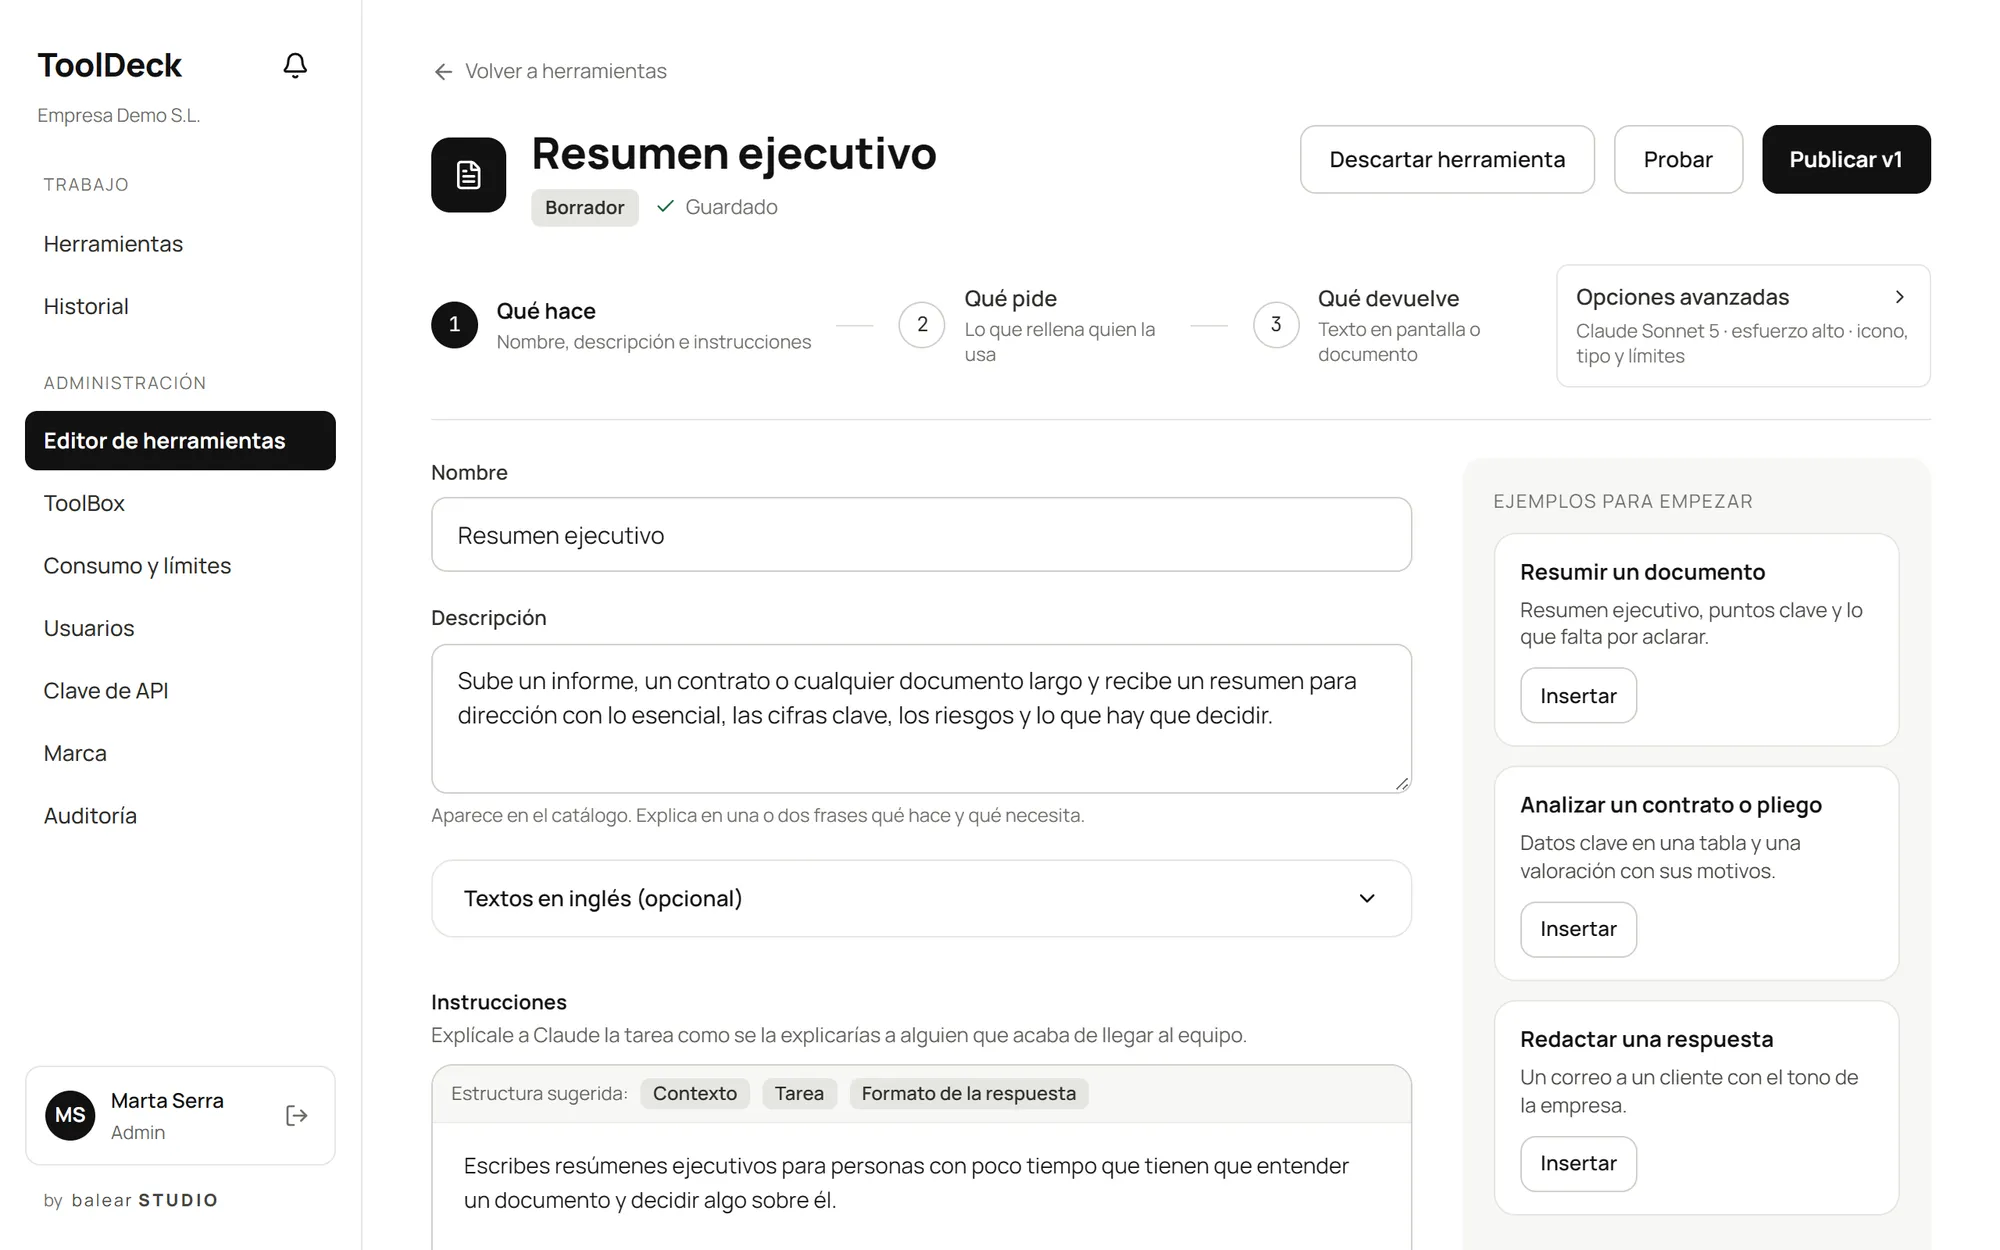 ToolDeck
Empresa Demo S.L.
TRABAJO
Herramientas
Historial
ADMINISTRACIÓN
Editor de herramientas
ToolBox
Consumo y límites
Usuarios
Clave de API
Marca
Auditoría
MS
Marta Serra
Admin
by balear STUDIO
Volver a herramientas
Resumen ejecutivo
Borrador
Guardado
Descartar herramienta
Probar
Publicar v1
1
Qué hace
Nombre, descripción e instrucciones
2
Qué pide
Lo que rellena quien la
usa
3
Qué devuelve
Texto en pantalla o
documento
Opciones avanzadas
Claude Sonnet 5 · esfuerzo alto · icono,
tipo y límites
Nombre
Resumen ejecutivo
Descripción
Sube un informe, un contrato o cualquier documento largo y recibe un resumen para
dirección con lo esencial, las cifras clave, los riesgos y lo que hay que decidir.
Aparece en el catálogo. Explica en una o dos frases qué hace y qué necesita.
Textos en inglés (opcional)
Instrucciones
Explícale a Claude la tarea como se la explicarías a alguien que acaba de llegar al equipo.
Estructura sugerida:
Contexto
Tarea
Formato de la respuesta
Escribes resúmenes ejecutivos para personas con poco tiempo que tienen que entender
un documento y decidir algo sobre él.
EJEMPLOS PARA EMPEZAR
Resumir un documento
Resumen ejecutivo, puntos clave y lo
que falta por aclarar.
Insertar
Analizar un contrato o pliego
Datos clave en una tabla y una
valoración con sus motivos.
Insertar
Redactar una respuesta
Un correo a un cliente con el tono de
la empresa.
Insertar